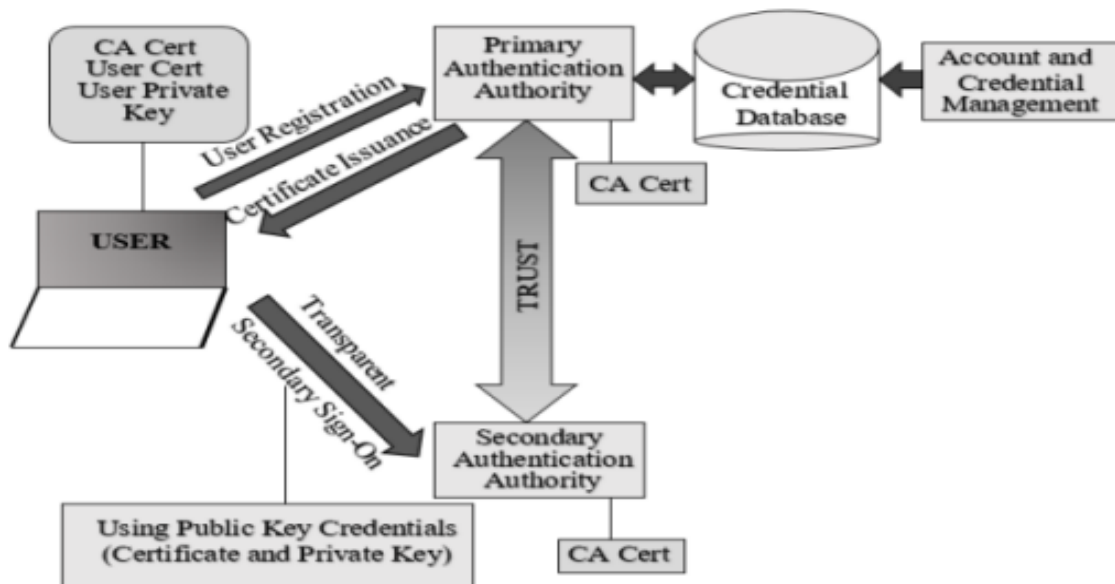 CA Cert
User Cert
User Private
Key
Primary
Authentication
Authority
Credential
Database
Account and
Credential
Management
User Registration
Certificate Issuance
CA Cert
USER
TRUST
Transparent
Secondary Sign-On
Secondary
Authentication
Authority
Using Public Key Credentials
(Certificate and Private Key)
CA Cert